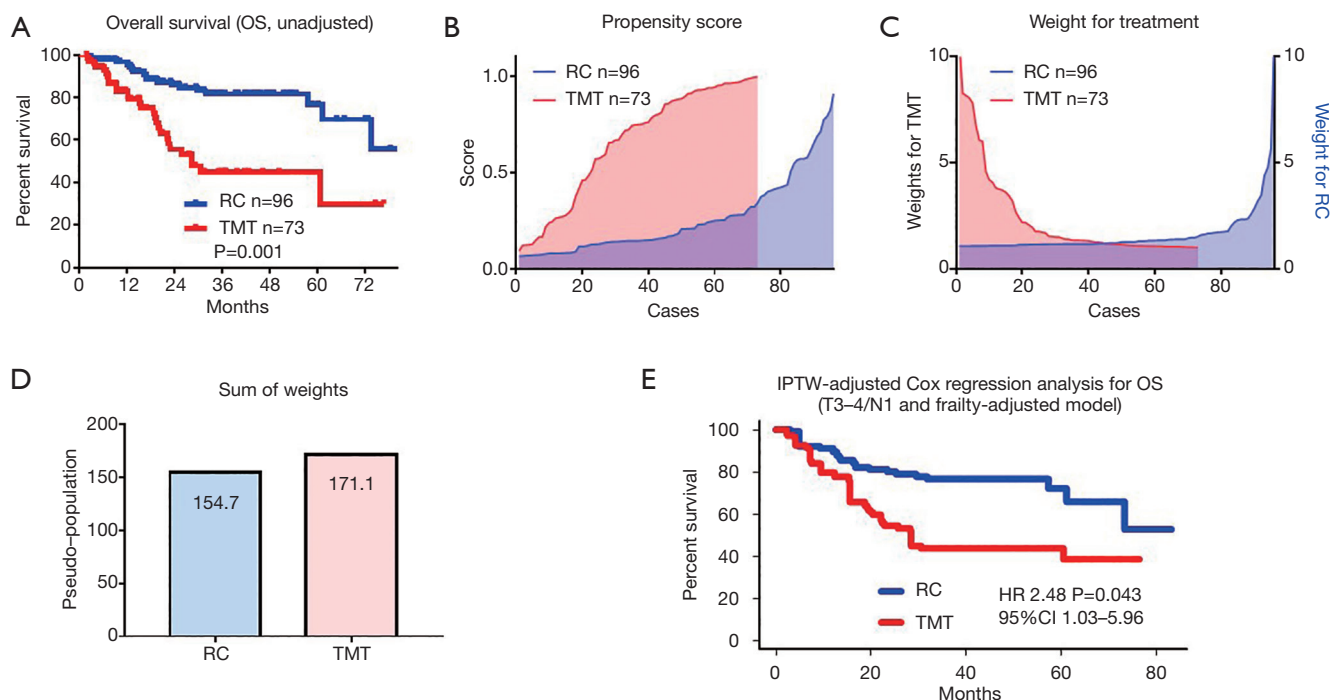 A
Overall survival (OS, unadjusted)
100
80
60
40
20
0
Percent survival
RC n=96
TMT n=73
P=0.001
0 12 24 36 48 60 72
Months
B
Propensity score
1.0
0.5
0.0
Score
RC n=96
TMT n=73
0 20 40 60 80
Cases
C
Weight for treatment
10
5
0
Weights for TMT
RC n=96
TMT n=73
10
5
0
Weight for RC
0 20 40 60 80
Cases
D
Sum of weights
200
150
100
50
0
Pseudo–population
154.7
171.1
RC TMT
E
IPTW-adjusted Cox regression analysis for OS
(T3–4/N1 and frailty-adjusted model)
100
80
60
40
20
0
Percent survival
RC
TMT
HR 2.48 P=0.043
95%CI 1.03–5.96
0 20 40 60 80
Months